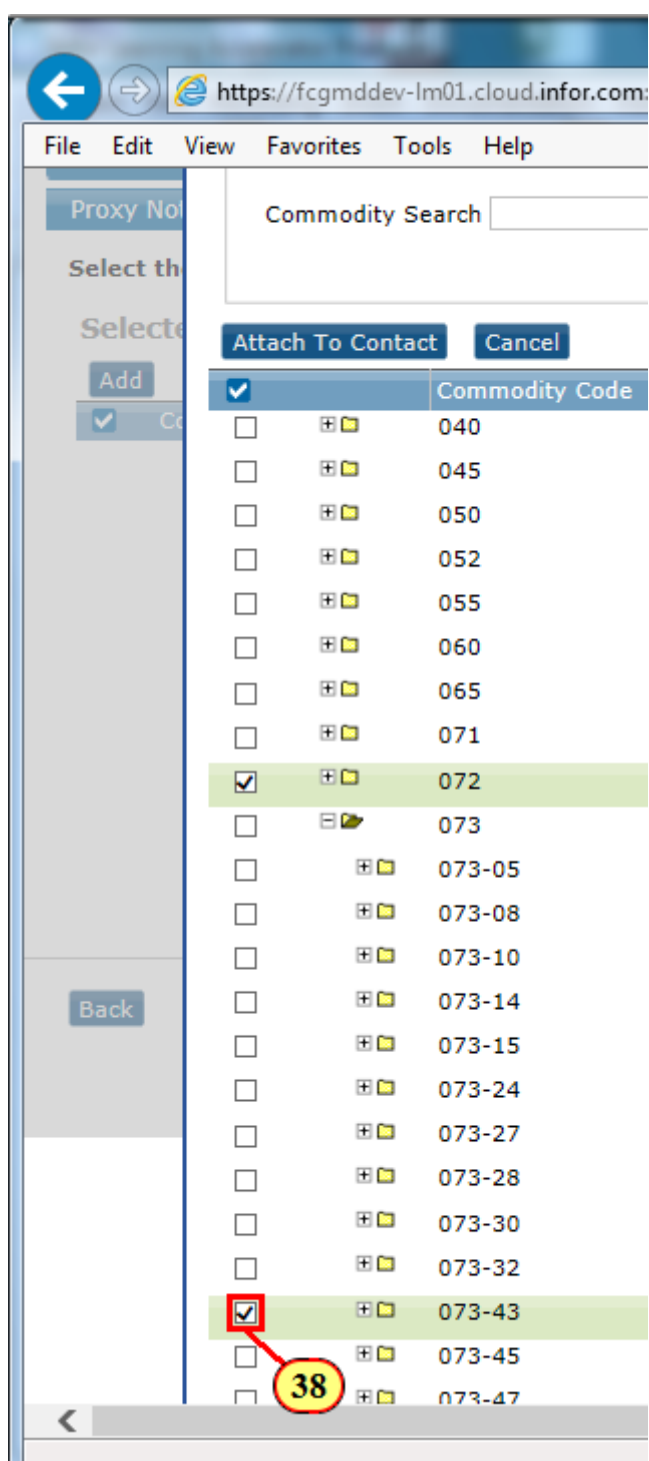 https://fcgmddev-lm01.cloud.infor.com:
File Edit View Favorites Tools Help
Proxy Not
Commodity Search
Select th
Selecte
Attach To Contact Cancel
Add
Commodity Code
Co
040
045
050
052
055
060
065
071
072
073
073-05
073-08
073-10
073-14
Back
073-15
073-24
073-27
073-28
073-30
073-32
073-43
073-45
38
073-47